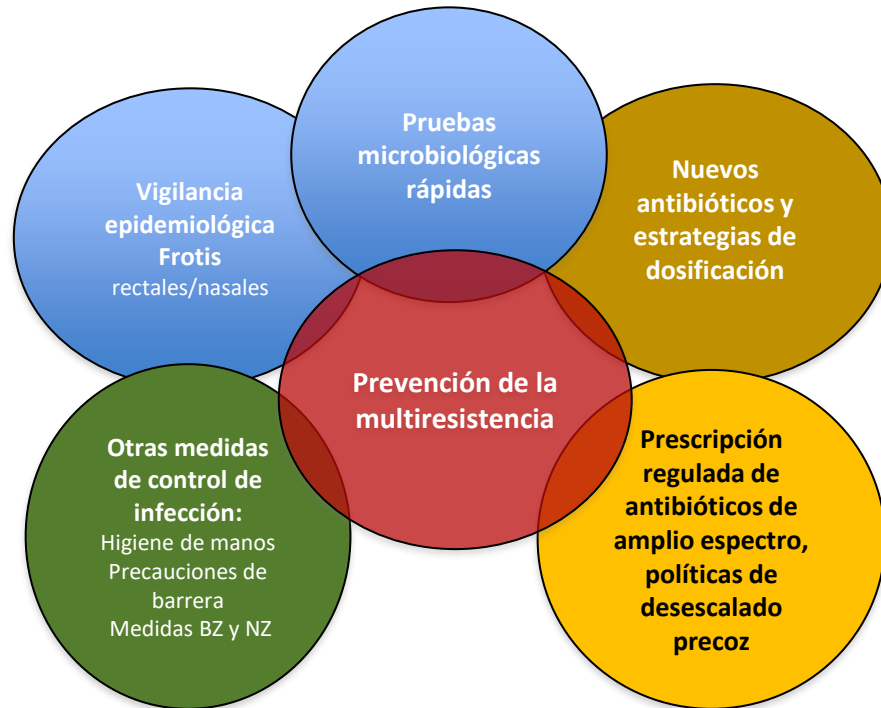 Pruebas
microbiológicas
rápidas
Vigilancia
epidemiológica
Frotis
rectales/nasales
Nuevos
antibióticos y
estrategias de
dosificación
Prevención de la
multiresistencia
Otras medidas
de control de
infección:
Higiene de manos
Precauciones de
barrera
Medidas BZ y NZ
Prescripción
regulada de
antibióticos de
amplio espectro,
políticas de
desescalado
precoz